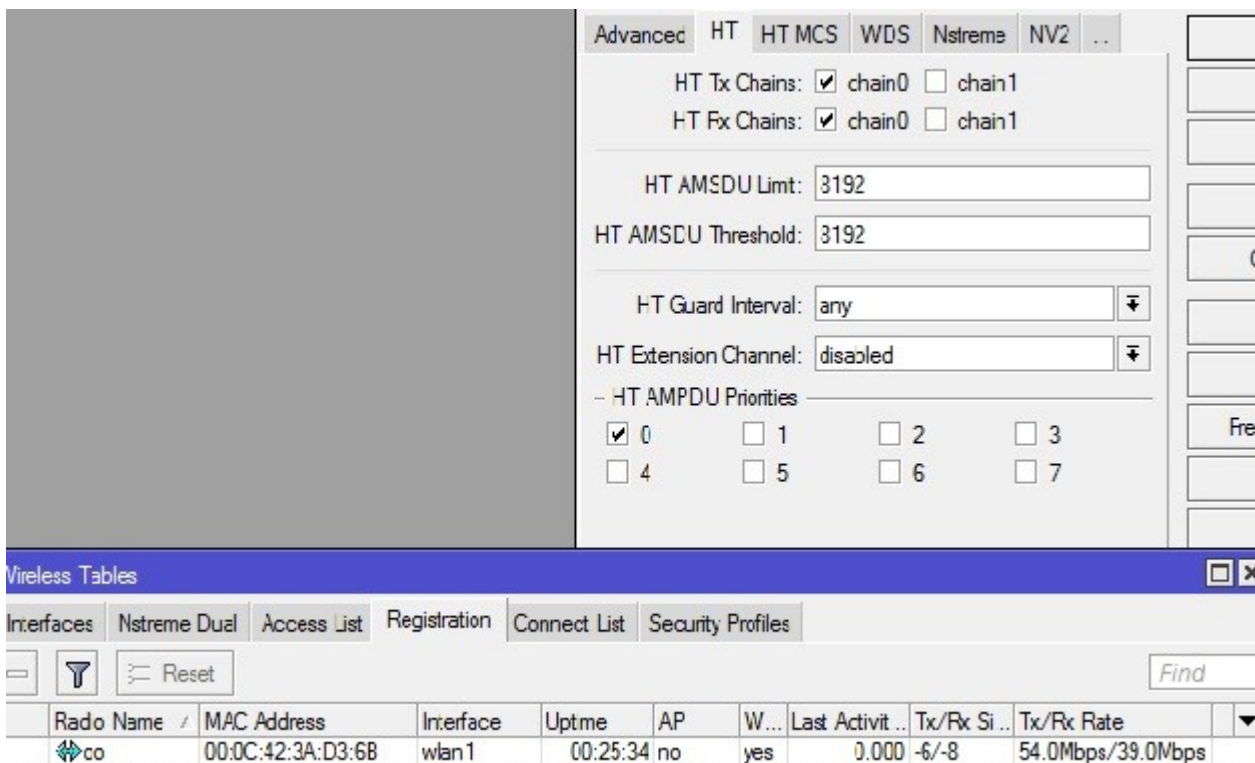 Advanced HT HT MCS WDS Nstreme NV2 ...
HT Tx Chains: chain0 chain1
HT Rx Chains: chain0 chain1
HT AMSDU Limit: 8192
HT AMSDU Threshold: 8192
HT Guard Interval: any
HT Extension Channel: disabled
HT AMPDU Priorities
0 1 2 3
Fre
4 5 6 7
Wireless Tables
Interfaces Nstreme Dual Access List Registration Connect List Security Profiles
Reset Find
Radio Name / MAC Address Interface Uptime AP W... Last Activit... Tx/Rx Si... Tx/Rx Rate
co 00:0C:42:3A:D3:6B wlan1 00:25:34 no yes 0.000 -6/-8 54.0Mbps/39.0Mbps